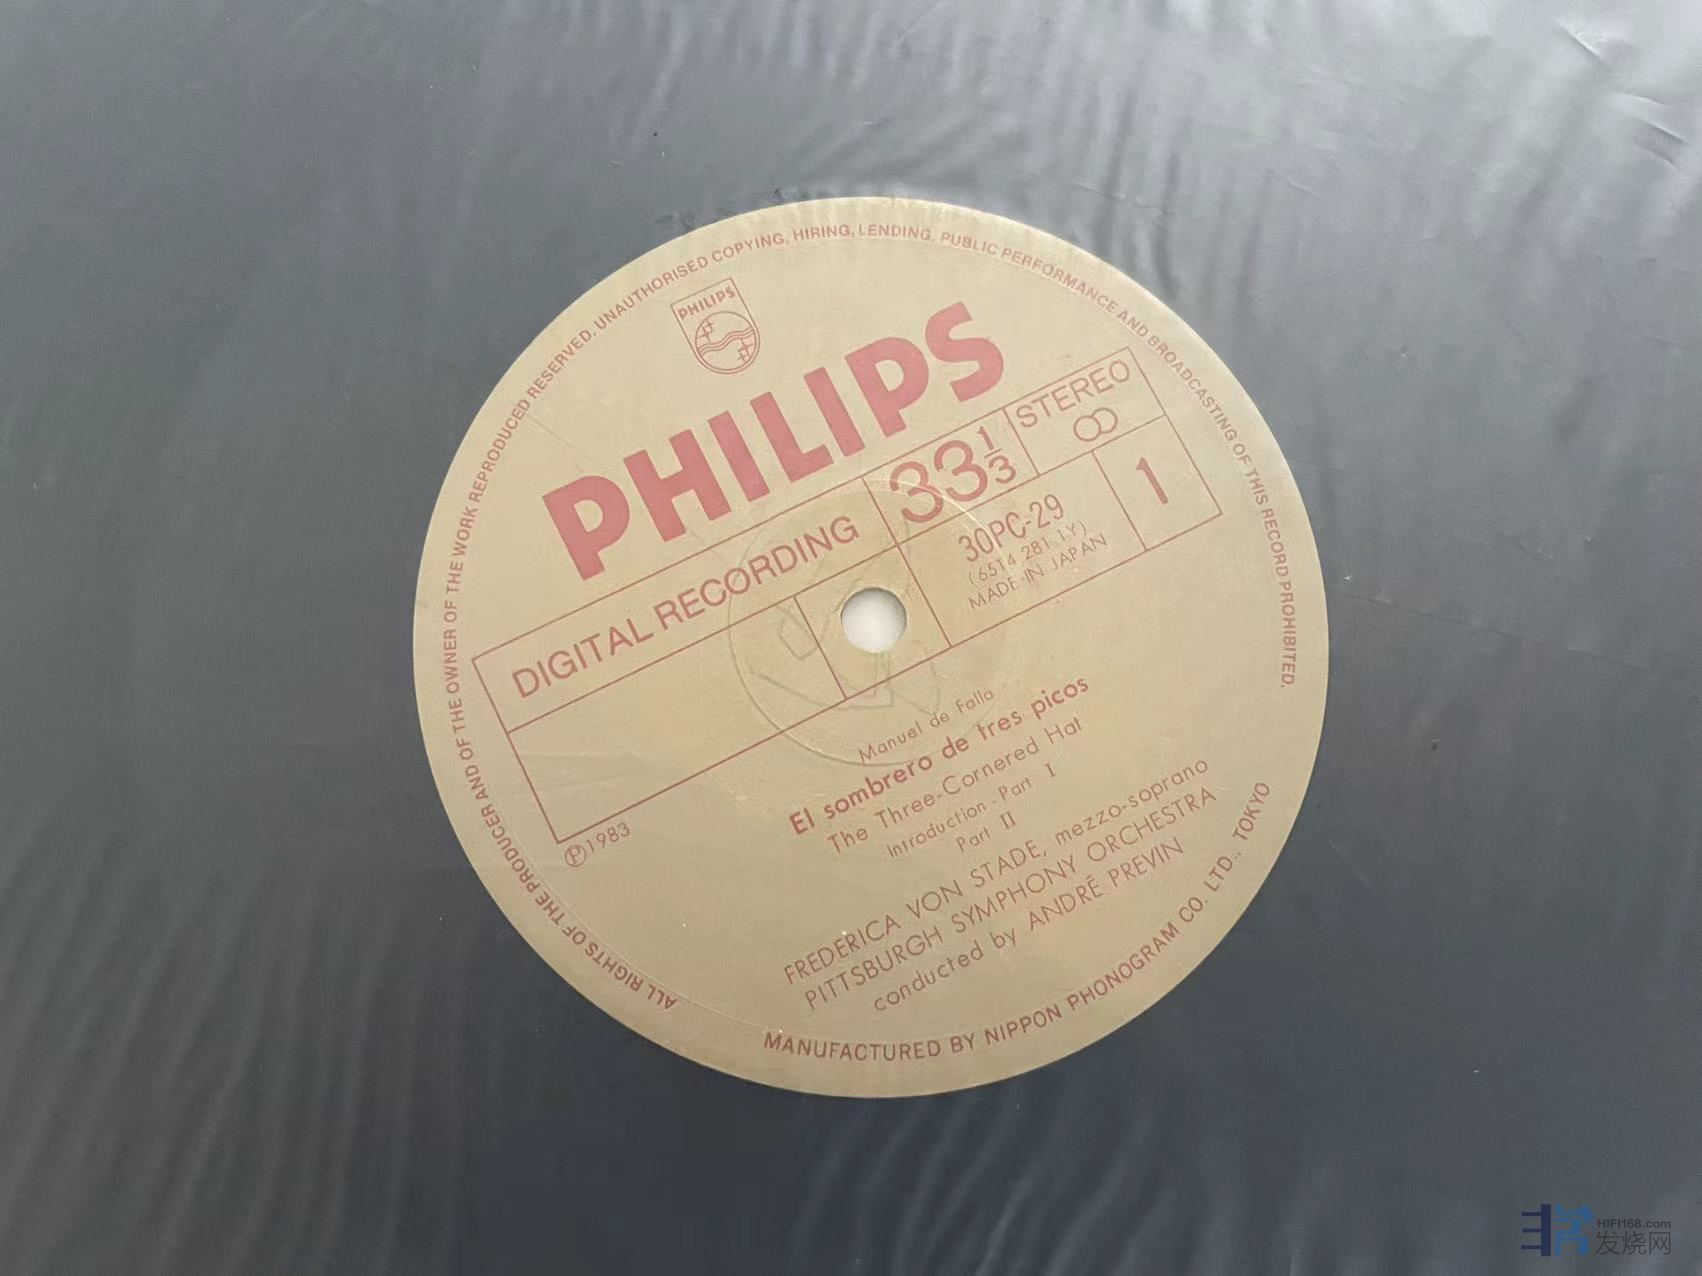 ALL RIGHTS OF THE PRODUCER AND OF THE OWNER OF THE WORK REPRODUCED RESERVED. UNAUTHORISED COPYING, HIRING, LENDING, PUBLIC PERFORMANCE AND BROADCASTING OF THIS RECORD PROHIBITED.
PHILIPS
PHILIPS
DIGITAL RECORDING
33 1/3
STEREO
30PC-29
(6514 281.1Y)
MADE IN JAPAN
1
Ⓟ1983
Manuel de Falla
El sombrero de tres picos
The Three-Cornered Hat
Introduction - Part I
Part II
FREDERICA VON STADE, mezzo-soprano
PITTSBURGH SYMPHONY ORCHESTRA
conducted by ANDRÉ PREVIN
MANUFACTURED BY NIPPON PHONOGRAM CO. LTD., TOKYO
HIFI168.com
发烧网